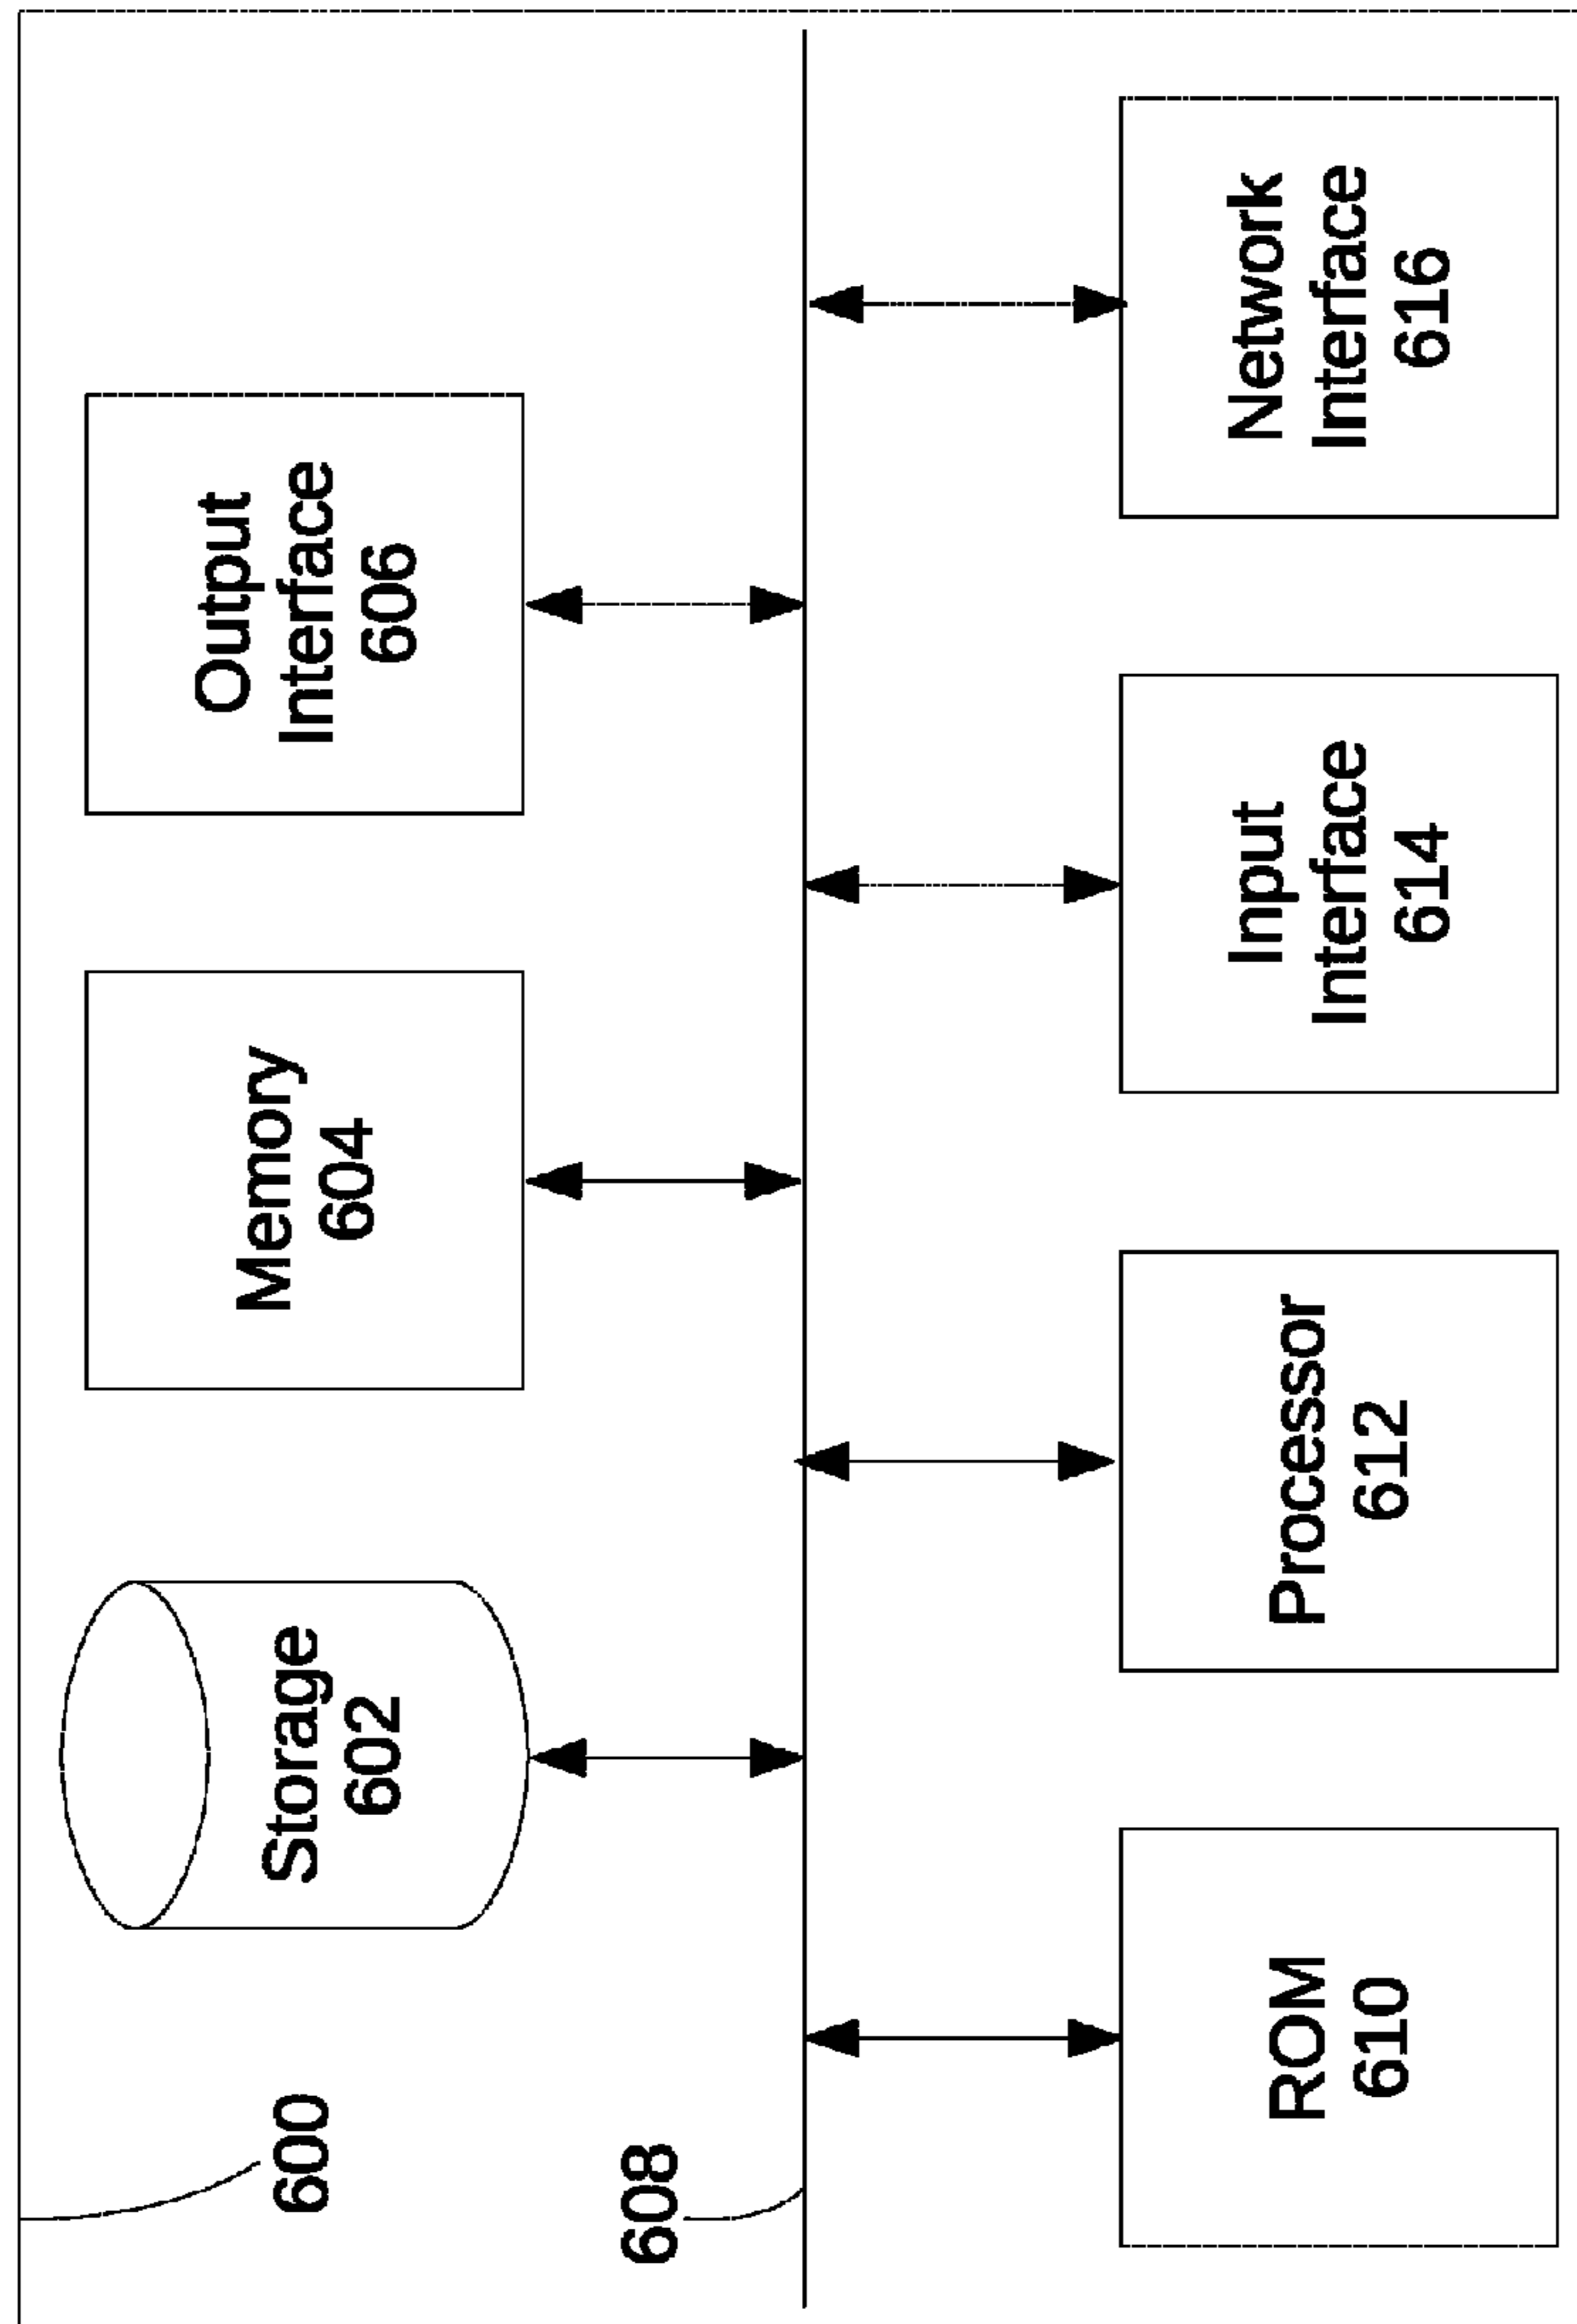 600
Storage
602
Memory
604
Output
Interface
606
608
ROM
610
Processor
612
Input
Interface
614
Network
Interface
616